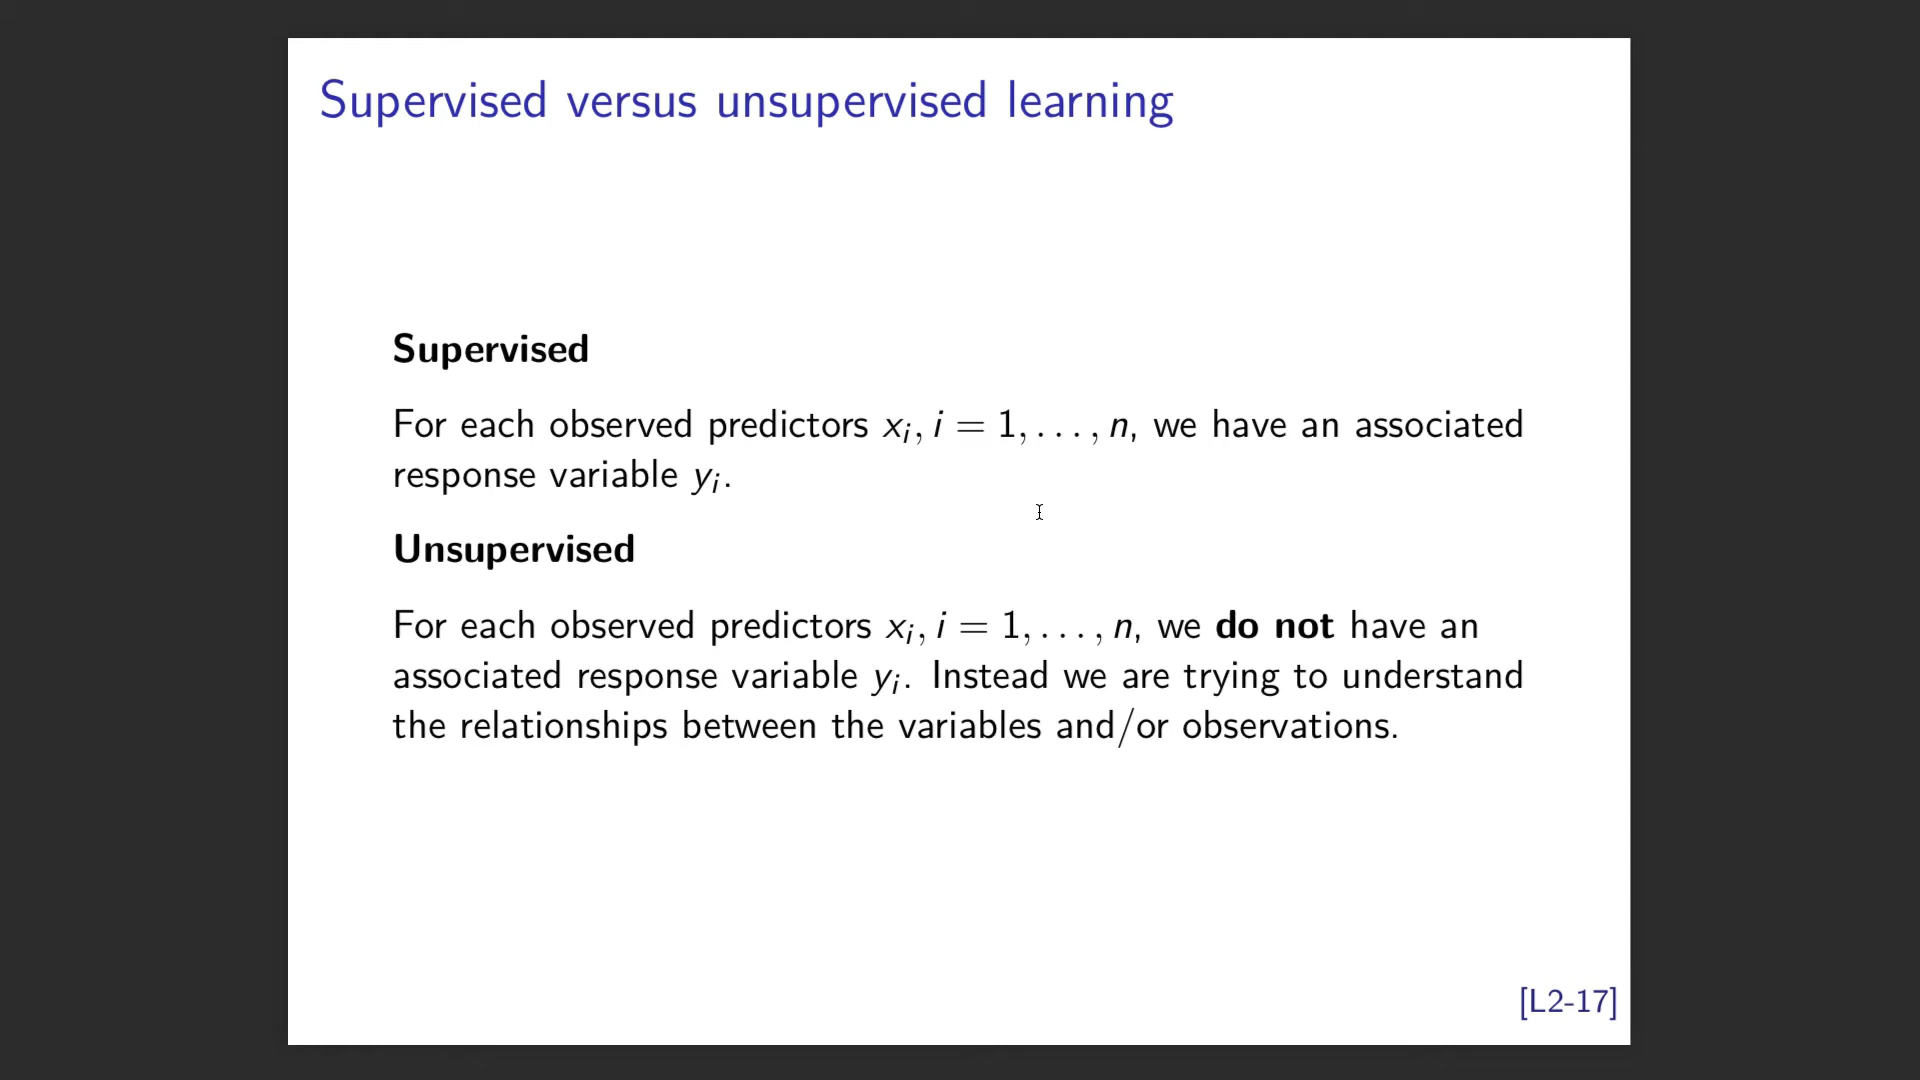 Supervised versus unsupervised learning
Supervised
For each observed predictors xᵢ, i = 1, . . . , n, we have an associated
response variable yᵢ.
Unsupervised
For each observed predictors xᵢ, i = 1, . . . , n, we do not have an
associated response variable yᵢ. Instead we are trying to understand
the relationships between the variables and/or observations.
[L2-17]